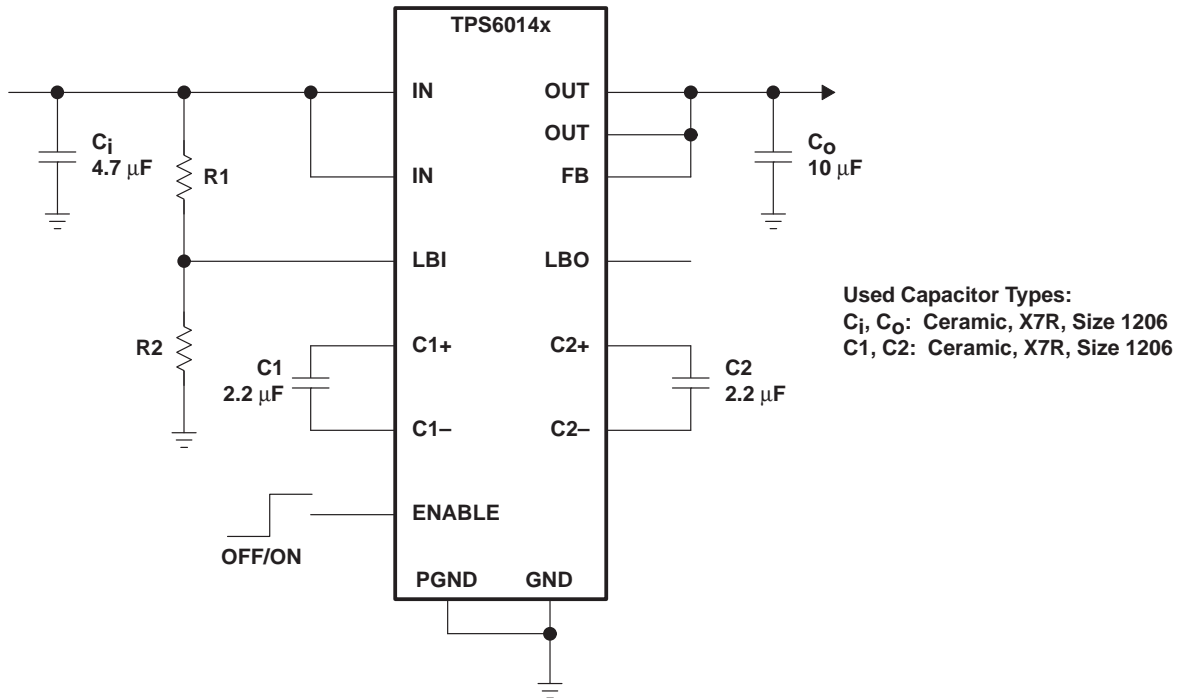 TPS6014x
IN
OUT
OUT
Ci
4.7 μF
R1
IN
FB
Co
10 μF
LBI
LBO
Used Capacitor Types:
Ci, Co: Ceramic, X7R, Size 1206
C1, C2: Ceramic, X7R, Size 1206
R2
C1+
C2+
C1
2.2 μF
C2
2.2 μF
C1–
C2–
ENABLE
OFF/ON
PGND
GND